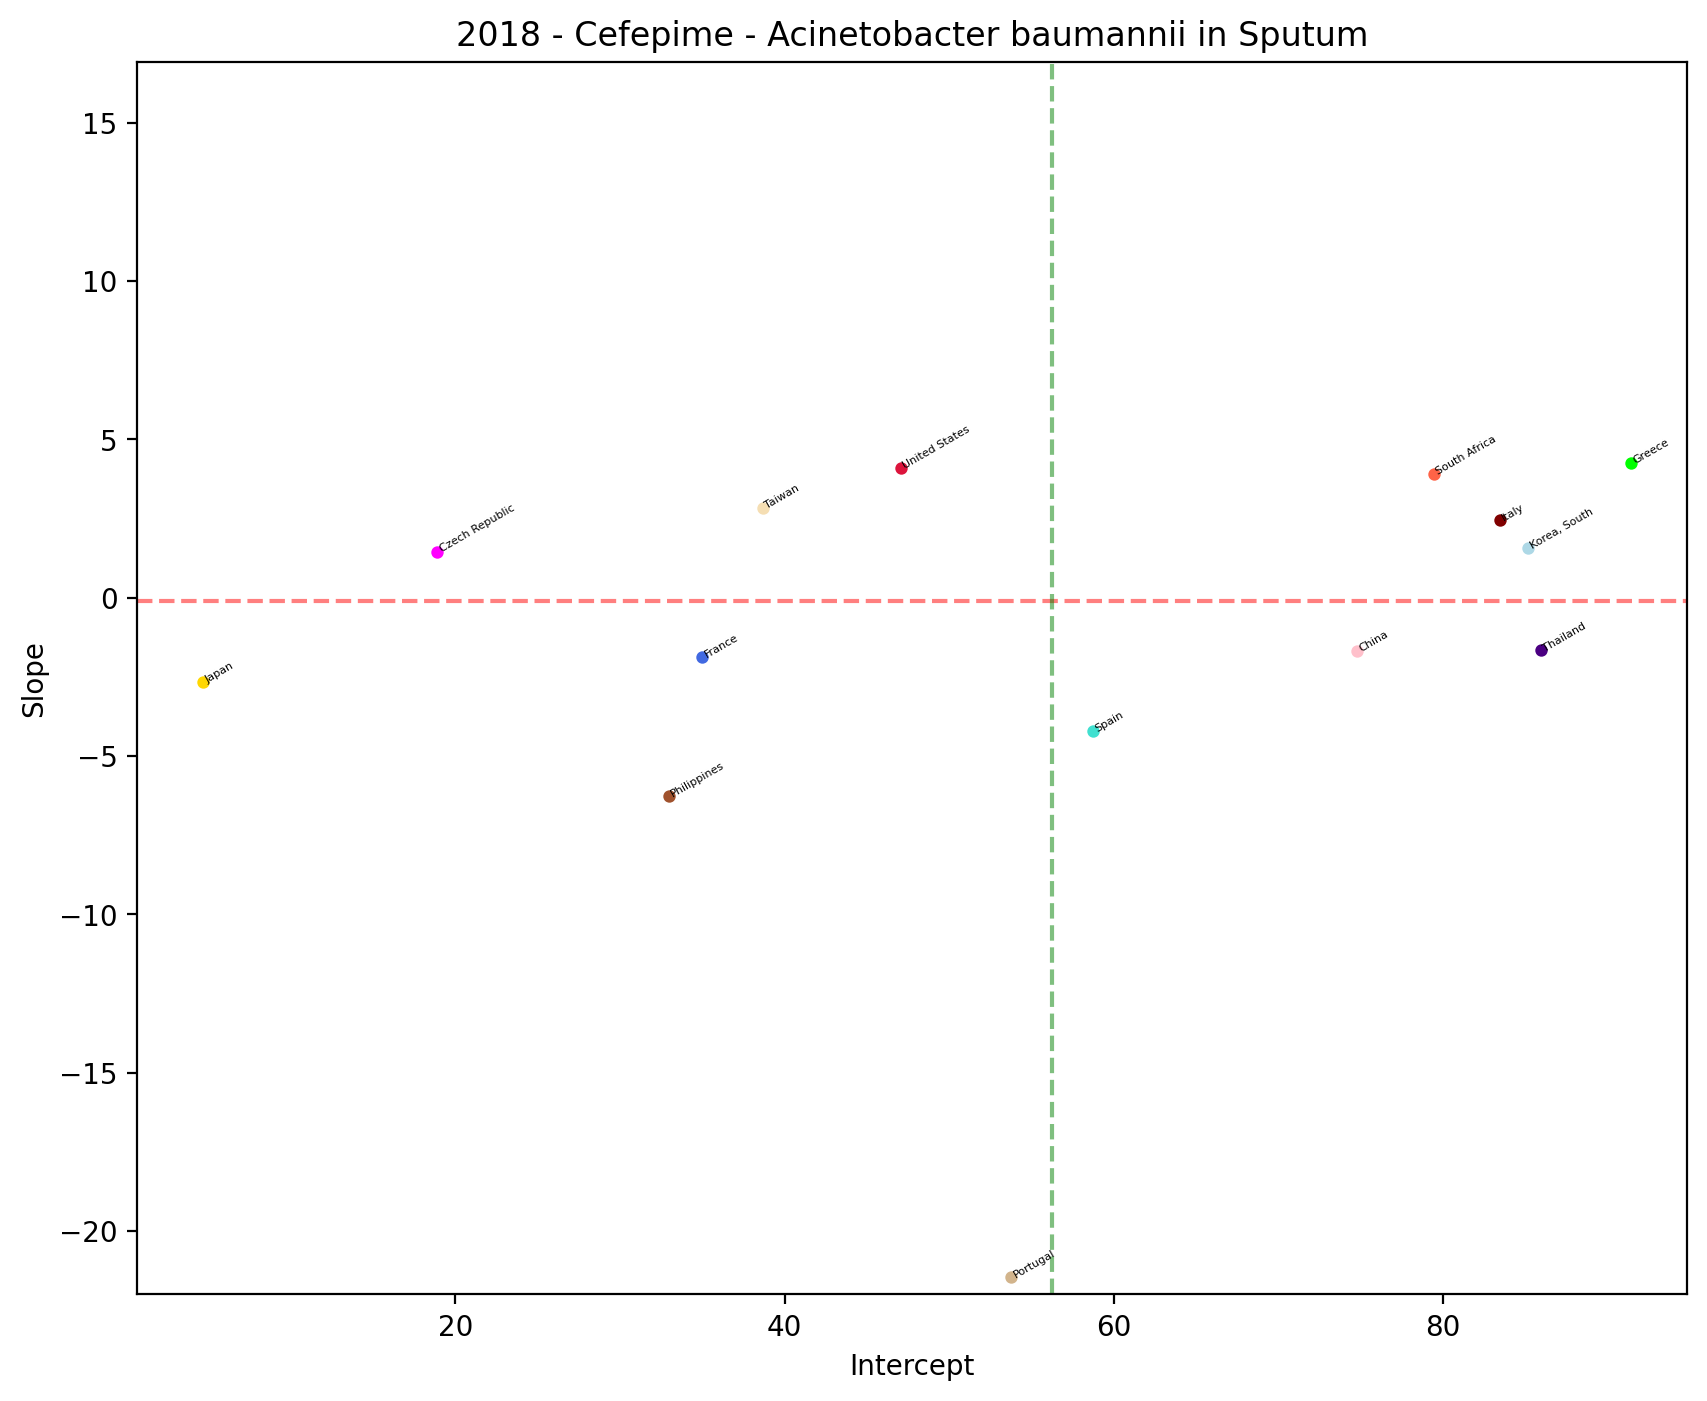 2018 - Cefepime - Acinetobacter baumannii in Sputum
15
10
5
0
−5
−10
−15
−20
Slope
United States
South Africa
Greece
Taiwan
Italy
Czech Republic
Korea, South
France
China
Thailand
Japan
Spain
Philippines
Portugal
20
40
60
80
Intercept